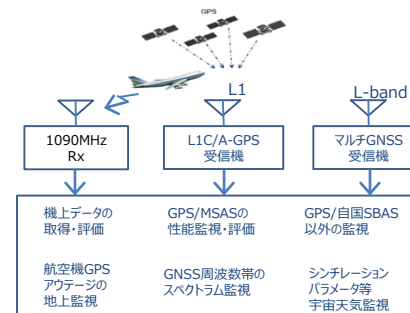 GPS
L1
L-band
1090MHz
Rx
L1C/A-GPS
受信機
マルチGNSS
受信機
機上データの
取得・評価
GPS/MSASの
性能監視・評価
GPS/自国SBAS
以外の監視
航空機GPS
アウテージの
地上監視
GNSS周波数帯の
スペクトラム監視
シンチレーション
パラメータ等
宇宙天気監視